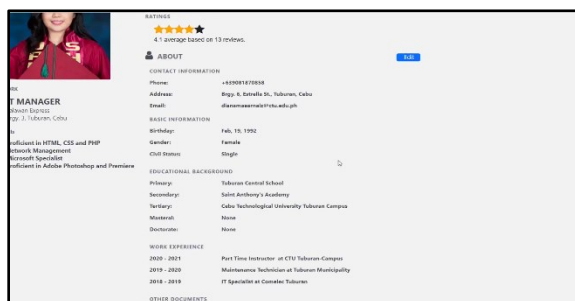 RATINGS
4.1 average based on 13 reviews.
ABOUT
Edit
CONTACT INFORMATION
Phone:
Address: Brgy. 8, Estrella St., Tuburan, Cebu
Email:
BASIC INFORMATION
Birthday: Feb, 19, 1992
Gender: Female
Civil Status: Single
EDUCATIONAL BACKGROUND
Primary: Tuburan Central School
Secondary: Saint Anthony's Academy
Tertiary: Cebu Technological University Tuburan Campus
Masteral: None
Doctorate: None
WORK EXPERIENCE
2020 - 2021 Part Time Instructor at CTU Tuburan-Campus
2019 - 2020 Maintenance Technician at Tuburan Municipality
2018 - 2019 IT Specialist at Comelec Tuburan
OTHER DOCUMENTS
T MANAGER
alawan Express
rgy. 3, Tuburan, Cebu
roficient in HTML, CSS and PHP
etwork Management
icrosoft Specialist
roficient in Adobe Photoshop and Premiere